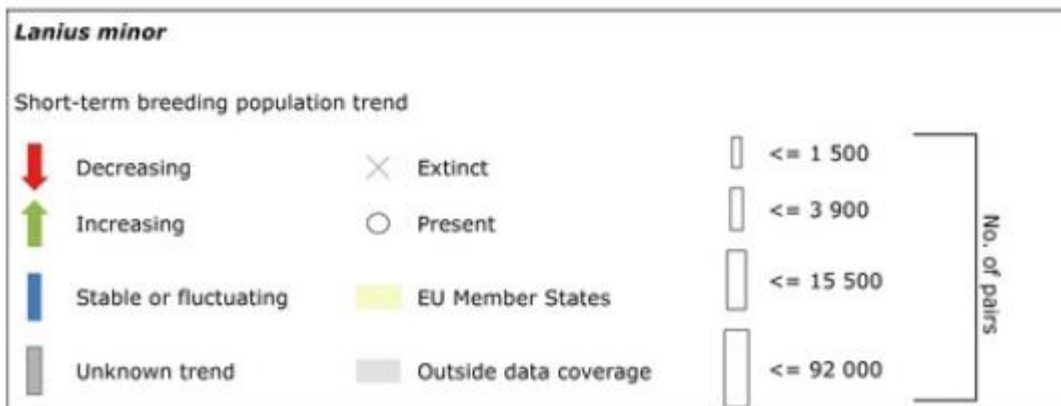 Lanius minor
Short-term breeding population trend
Decreasing
Extinct
<= 1 500
Increasing
Present
<= 3 900
Stable or fluctuating
EU Member States
<= 15 500
Unknown trend
Outside data coverage
<= 92 000
No. of pairs